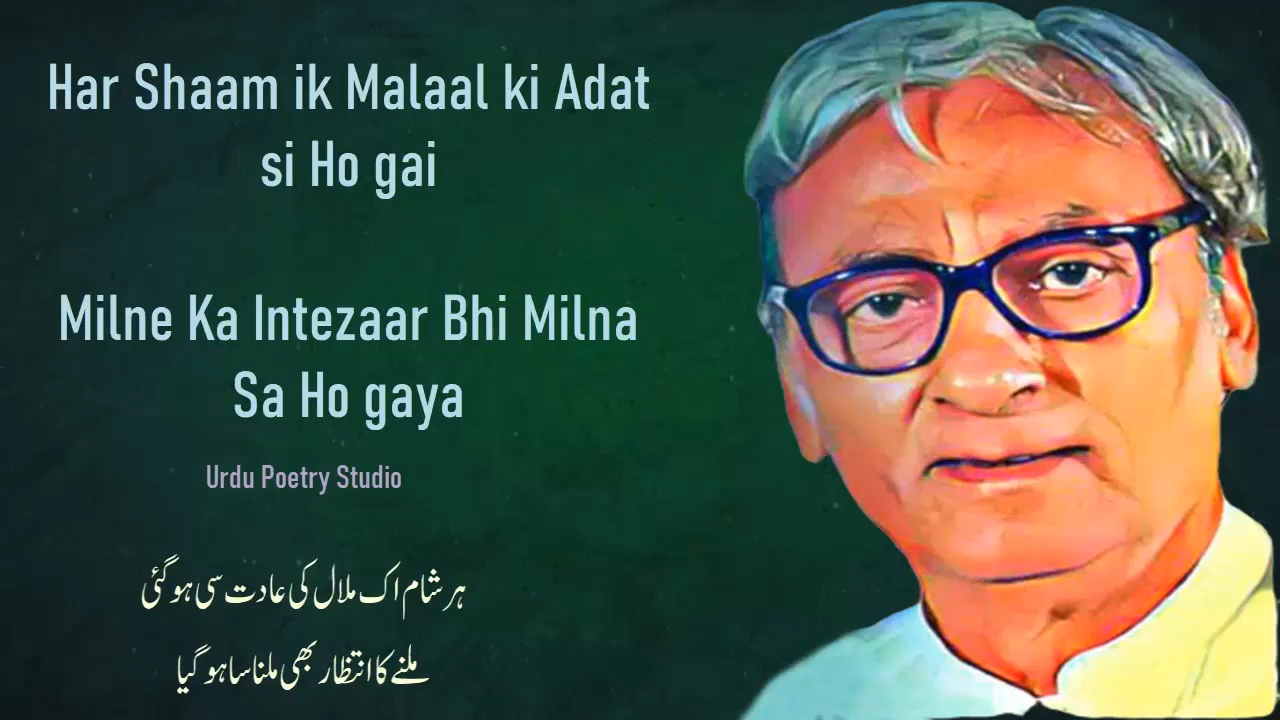 Har Shaam ik Malaal ki Adat
si Ho gai
Milne Ka Intezaar Bhi Milna
Sa Ho gaya
Urdu Poetry Studio
ہر شام اک ملال کی عادت سی ہو گئی
ملنے کا انتظار بھی ملنا سا ہو گیا